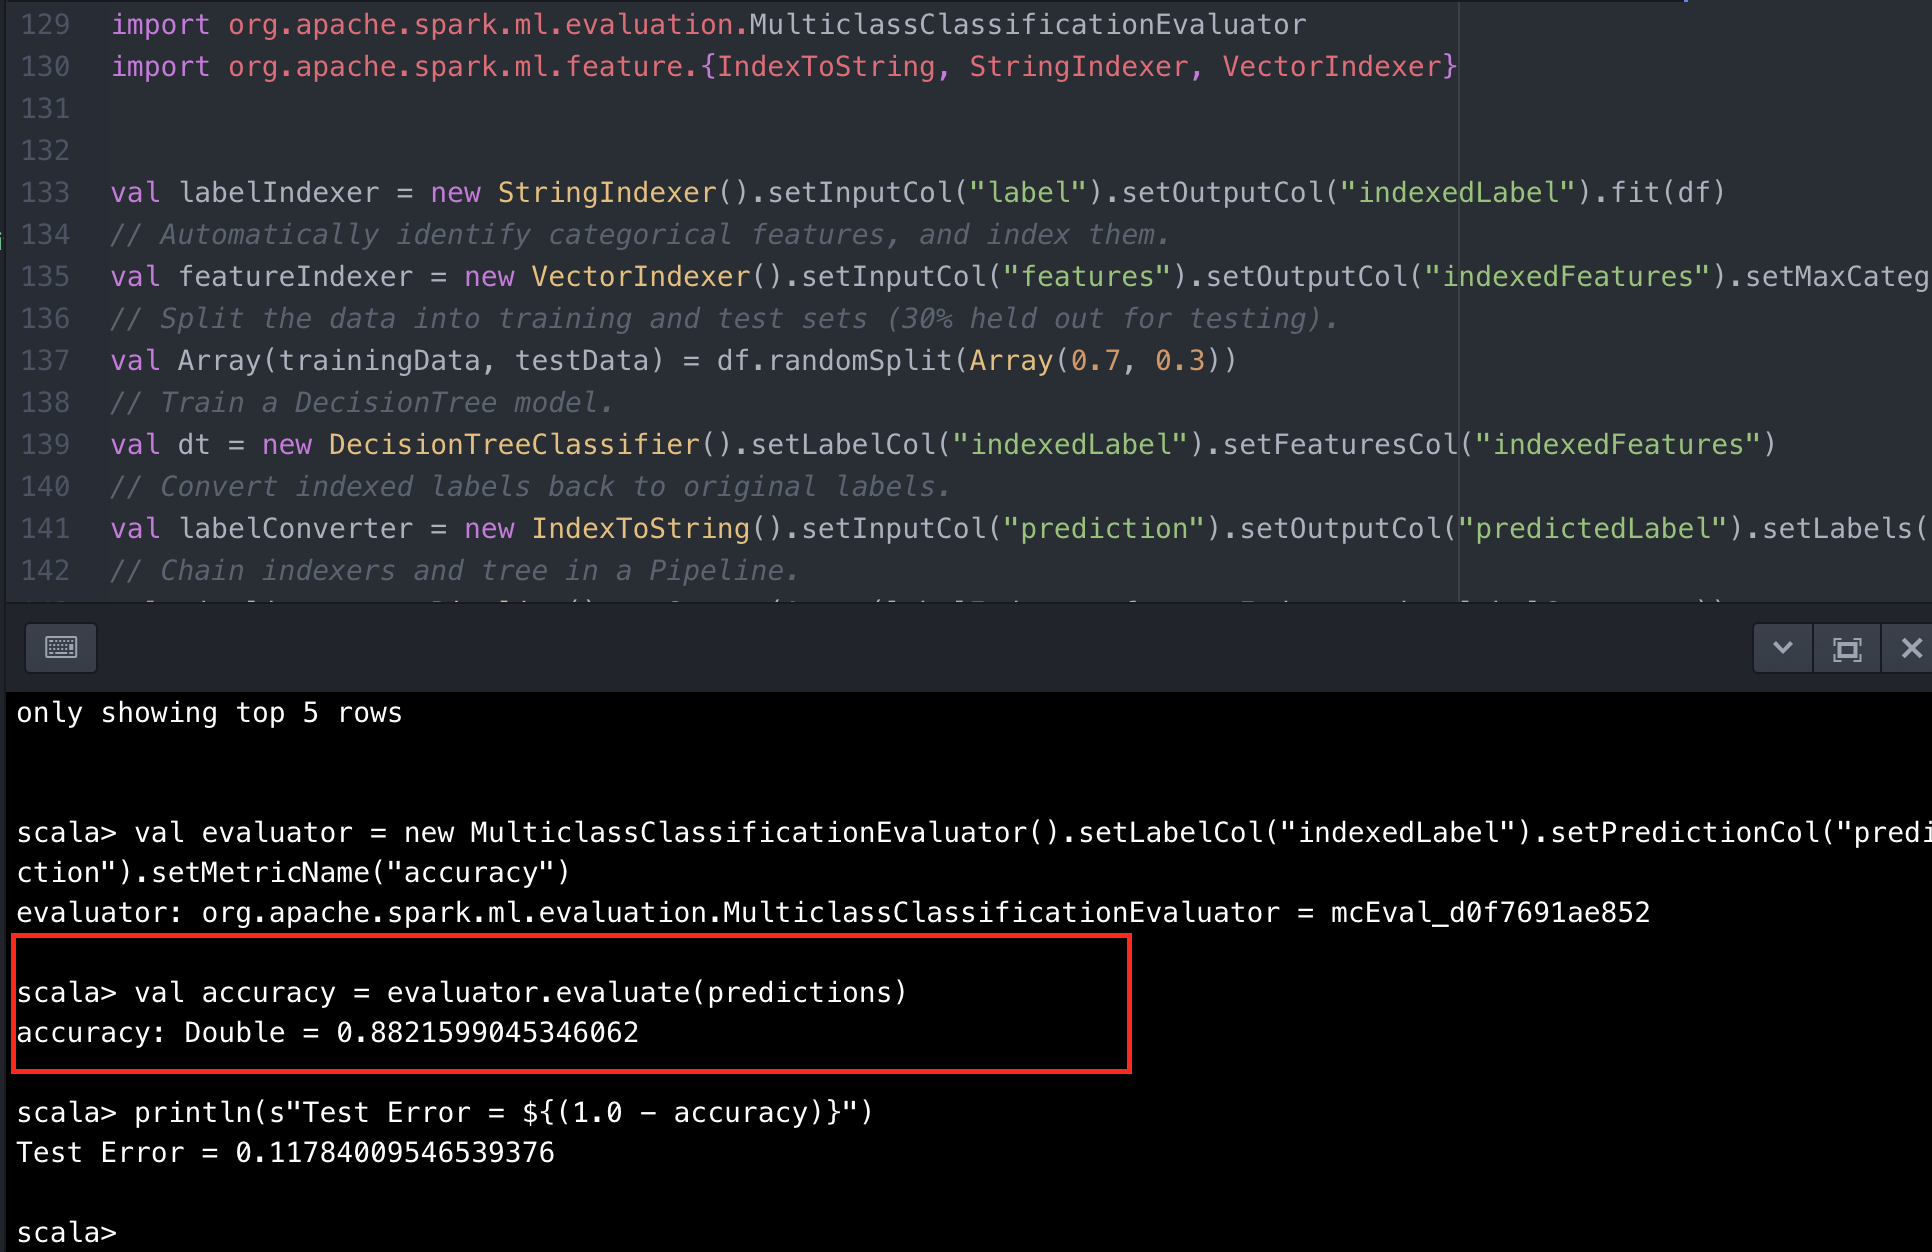 129 import org.apache.spark.ml.evaluation.MulticlassClassificationEvaluator
130 import org.apache.spark.ml.feature.{IndexToString, StringIndexer, VectorIndexer}
131
132
133 val labelIndexer = new StringIndexer().setInputCol("label").setOutputCol("indexedLabel").fit(df)
134 // Automatically identify categorical features, and index them.
135 val featureIndexer = new VectorIndexer().setInputCol("features").setOutputCol("indexedFeatures").setMaxCateg
136 // Split the data into training and test sets (30% held out for testing).
137 val Array(trainingData, testData) = df.randomSplit(Array(0.7, 0.3))
138 // Train a DecisionTree model.
139 val dt = new DecisionTreeClassifier().setLabelCol("indexedLabel").setFeaturesCol("indexedFeatures")
140 // Convert indexed labels back to original labels.
141 val labelConverter = new IndexToString().setInputCol("prediction").setOutputCol("predictedLabel").setLabels(
142 // Chain indexers and tree in a Pipeline.
only showing top 5 rows
scala> val evaluator = new MulticlassClassificationEvaluator().setLabelCol("indexedLabel").setPredictionCol("predi
ction").setMetricName("accuracy")
evaluator: org.apache.spark.ml.evaluation.MulticlassClassificationEvaluator = mcEval_d0f7691ae852
scala> val accuracy = evaluator.evaluate(predictions)
accuracy: Double = 0.8821599045346062
scala> println(s"Test Error = ${(1.0 - accuracy)}")
Test Error = 0.11784009546539376
scala>